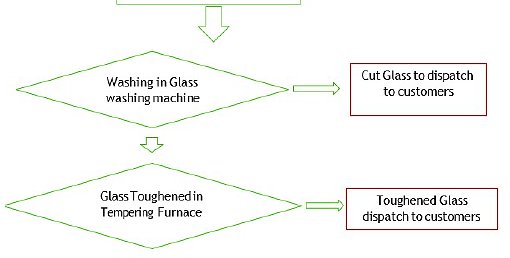 Washing in Glass
washing machine
Cut Glass to dispatch
to customers
Glass Toughened in
Tempering Furnace
Toughened Glass
dispatch to customers